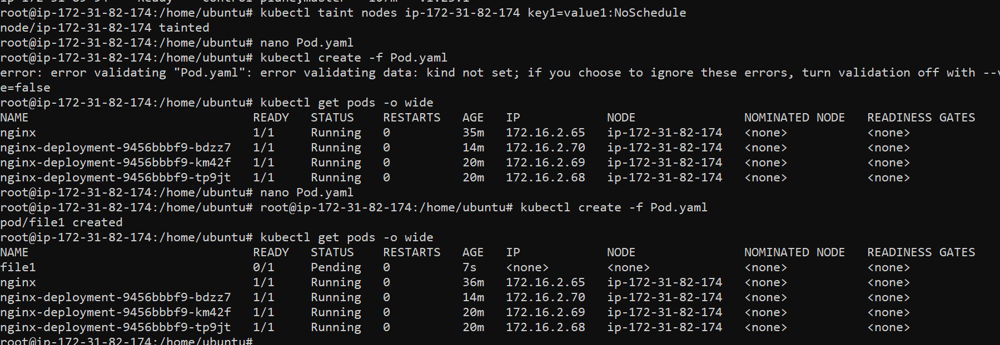 root@ip-172-31-82-174:/home/ubuntu# kubectl taint nodes ip-172-31-82-174 key1=value1:NoSchedule
node/ip-172-31-82-174 tainted
root@ip-172-31-82-174:/home/ubuntu# nano Pod.yaml
root@ip-172-31-82-174:/home/ubuntu# kubectl create -f Pod.yaml
error: error validating "Pod.yaml": error validating data: kind not set; if you choose to ignore these errors, turn validation off with --v
e=false
root@ip-172-31-82-174:/home/ubuntu# kubectl get pods -o wide
NAME READY STATUS RESTARTS AGE IP NODE NOMINATED NODE READINESS GATES
nginx 1/1 Running 0 35m 172.16.2.65 ip-172-31-82-174 <none> <none>
nginx-deployment-9456bbbf9-bdzz7 1/1 Running 0 14m 172.16.2.70 ip-172-31-82-174 <none> <none>
nginx-deployment-9456bbbf9-km42f 1/1 Running 0 20m 172.16.2.69 ip-172-31-82-174 <none> <none>
nginx-deployment-9456bbbf9-tp9jt 1/1 Running 0 20m 172.16.2.68 ip-172-31-82-174 <none> <none>
root@ip-172-31-82-174:/home/ubuntu# nano Pod.yaml
root@ip-172-31-82-174:/home/ubuntu# root@ip-172-31-82-174:/home/ubuntu# kubectl create -f Pod.yaml
pod/file1 created
root@ip-172-31-82-174:/home/ubuntu# kubectl get pods -o wide
NAME READY STATUS RESTARTS AGE IP NODE NOMINATED NODE READINESS GATES
file1 0/1 Pending 0 7s <none> <none> <none> <none>
nginx 1/1 Running 0 36m 172.16.2.65 ip-172-31-82-174 <none> <none>
nginx-deployment-9456bbbf9-bdzz7 1/1 Running 0 14m 172.16.2.70 ip-172-31-82-174 <none> <none>
nginx-deployment-9456bbbf9-km42f 1/1 Running 0 20m 172.16.2.69 ip-172-31-82-174 <none> <none>
nginx-deployment-9456bbbf9-tp9jt 1/1 Running 0 20m 172.16.2.68 ip-172-31-82-174 <none> <none>
root@ip-172-31-82-174:/home/ubuntu#